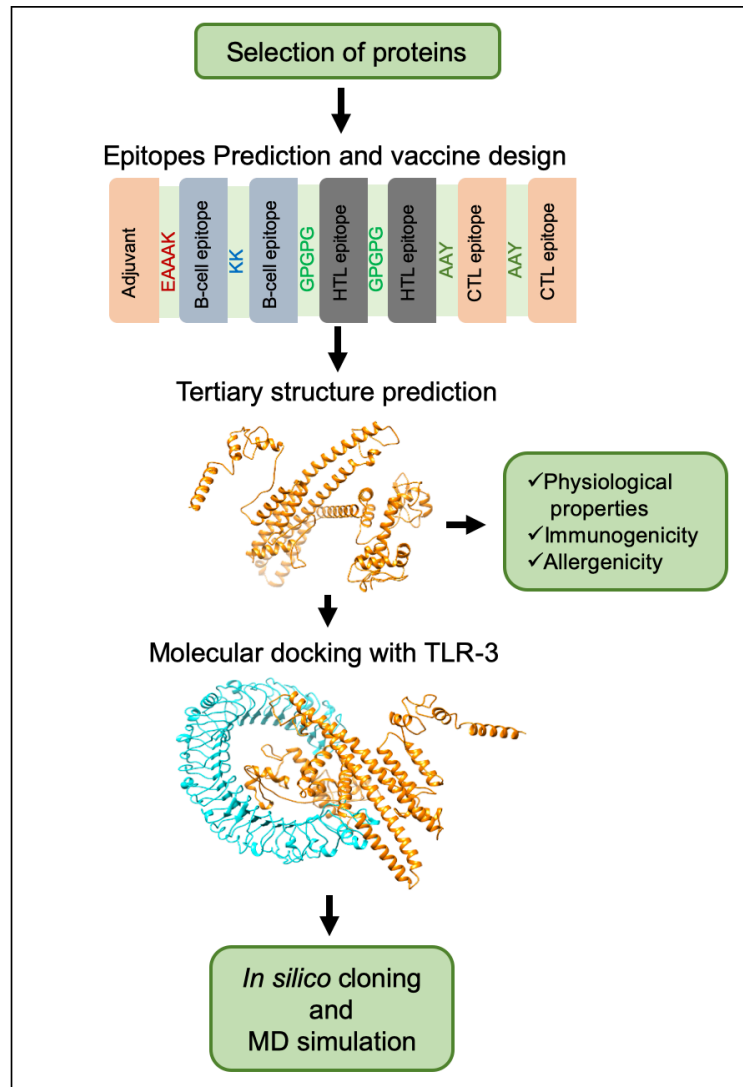 Selection of proteins
Epitopes Prediction and vaccine design
Adjuvant
EAAAK
B-cell epitope
KK
B-cell epitope
GPGPG
HTL epitope
GPGPG
HTL epitope
AAY
CTL epitope
AAY
CTL epitope
Tertiary structure prediction
✓Physiological
properties
✓Immunogenicity
✓Allergenicity
Molecular docking with TLR-3
In silico cloning
and
MD simulation